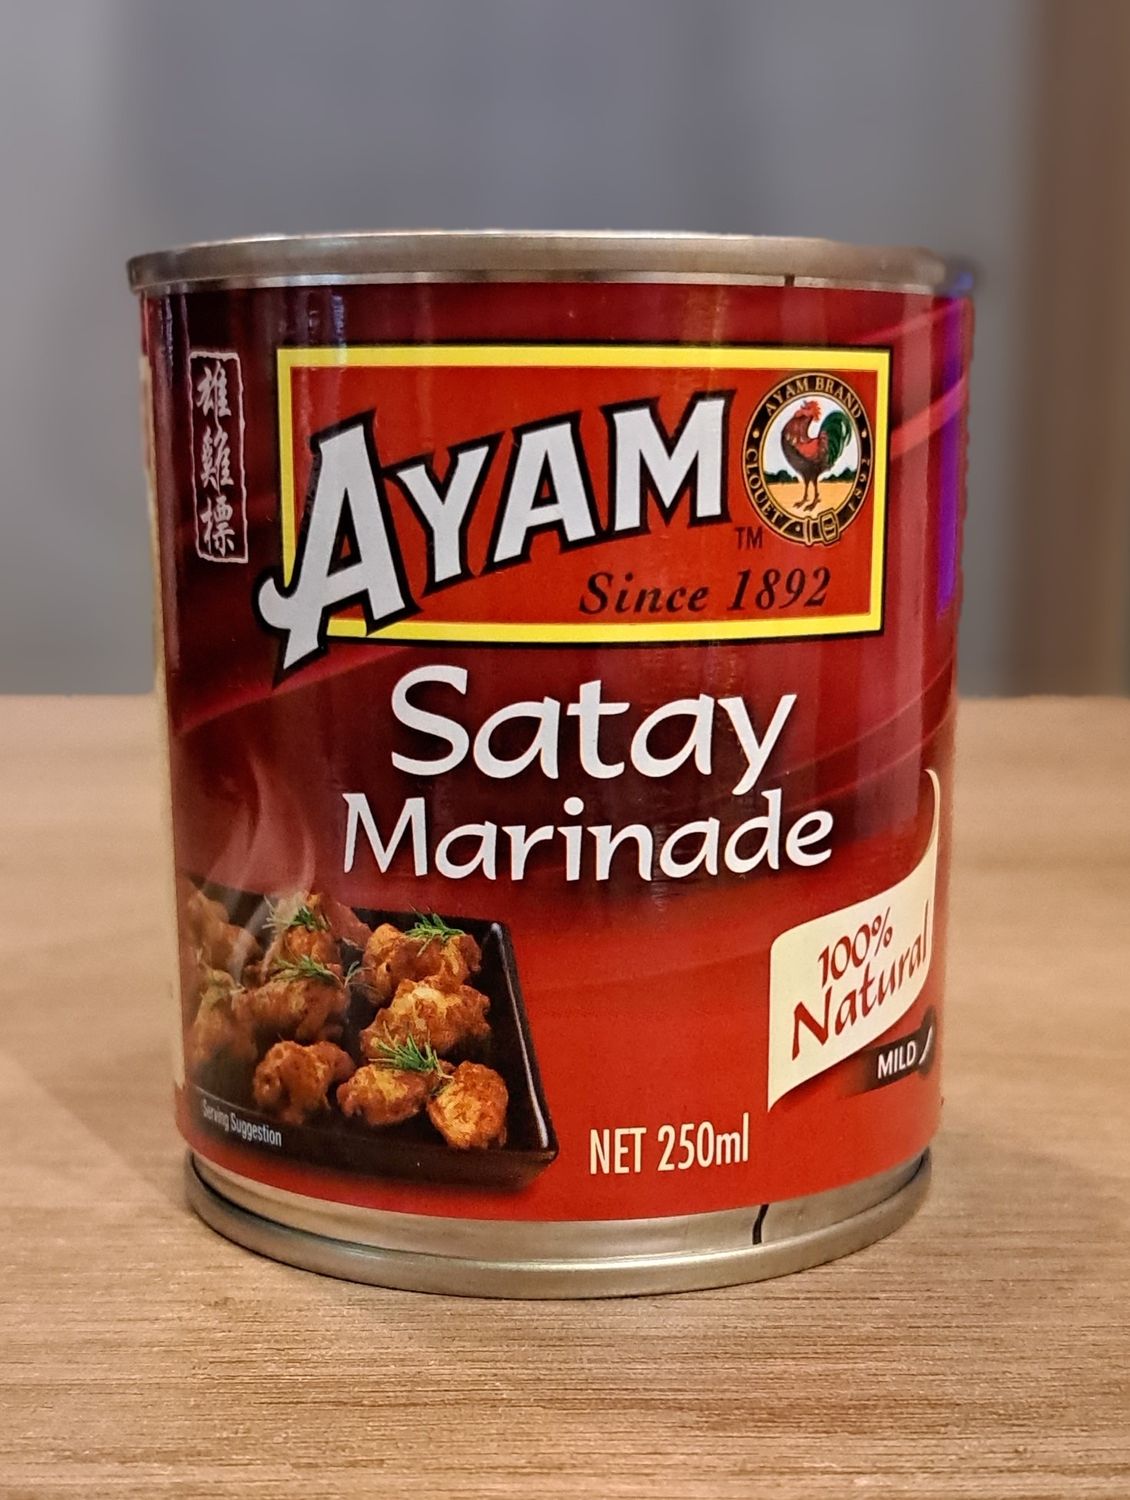 雄雞標
AYAM
TM
AYAM BRAND
CLOUET
1892
Since 1892
Satay
Marinade
100%
Natural
MILD
Serving Suggestion
NET 250ml